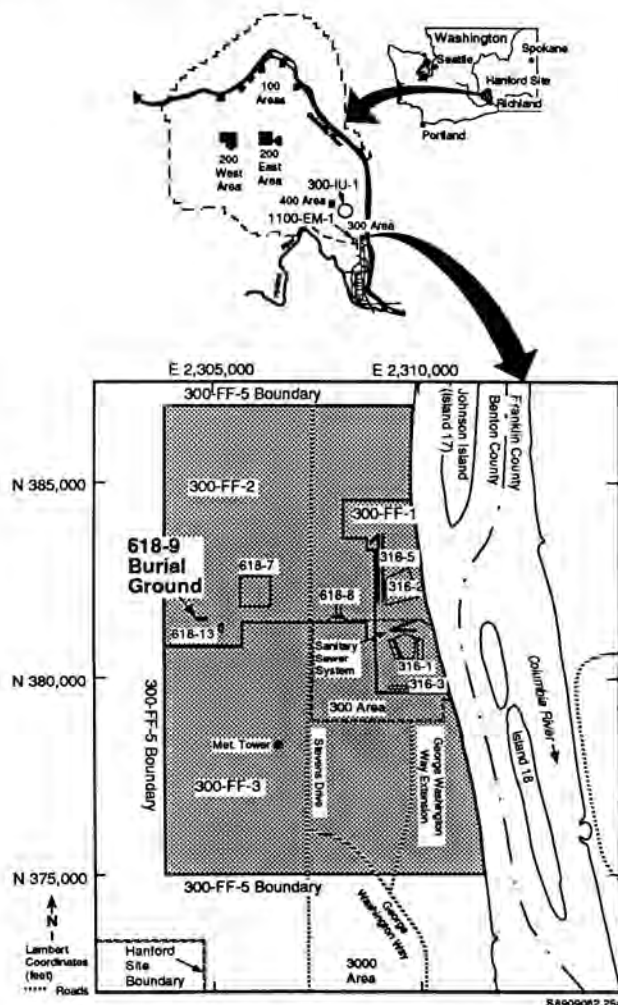 Washington
Spokane
Seattle
Hanford Site
Richland
Portland
100
Areas
200
West
Area
200
East
Area
300-IU-1
400 Area
1100-EM-1
300 Area
E 2,305,000
E 2,310,000
300-FF-5 Boundary
Johnson Island
(Island 17)
Franklin County
Benton County
N 385,000
300-FF-2
300-FF-1
618-9
Burial
Ground
618-7
618-8
316-5
316-2
618-13
Sanitary
Sewer
System
316-1
316-3
N 380,000
300 Area
Columbia River
Island 18
300-FF-5 Boundary
Met. Tower
Stevens Drive
George Washington
Way Extension
300-FF-3
N 375,000
300-FF-5 Boundary
George
Washington Way
N
Lambert
Coordinates
(feet)
Roads
Hanford
Site
Boundary
3000
Area